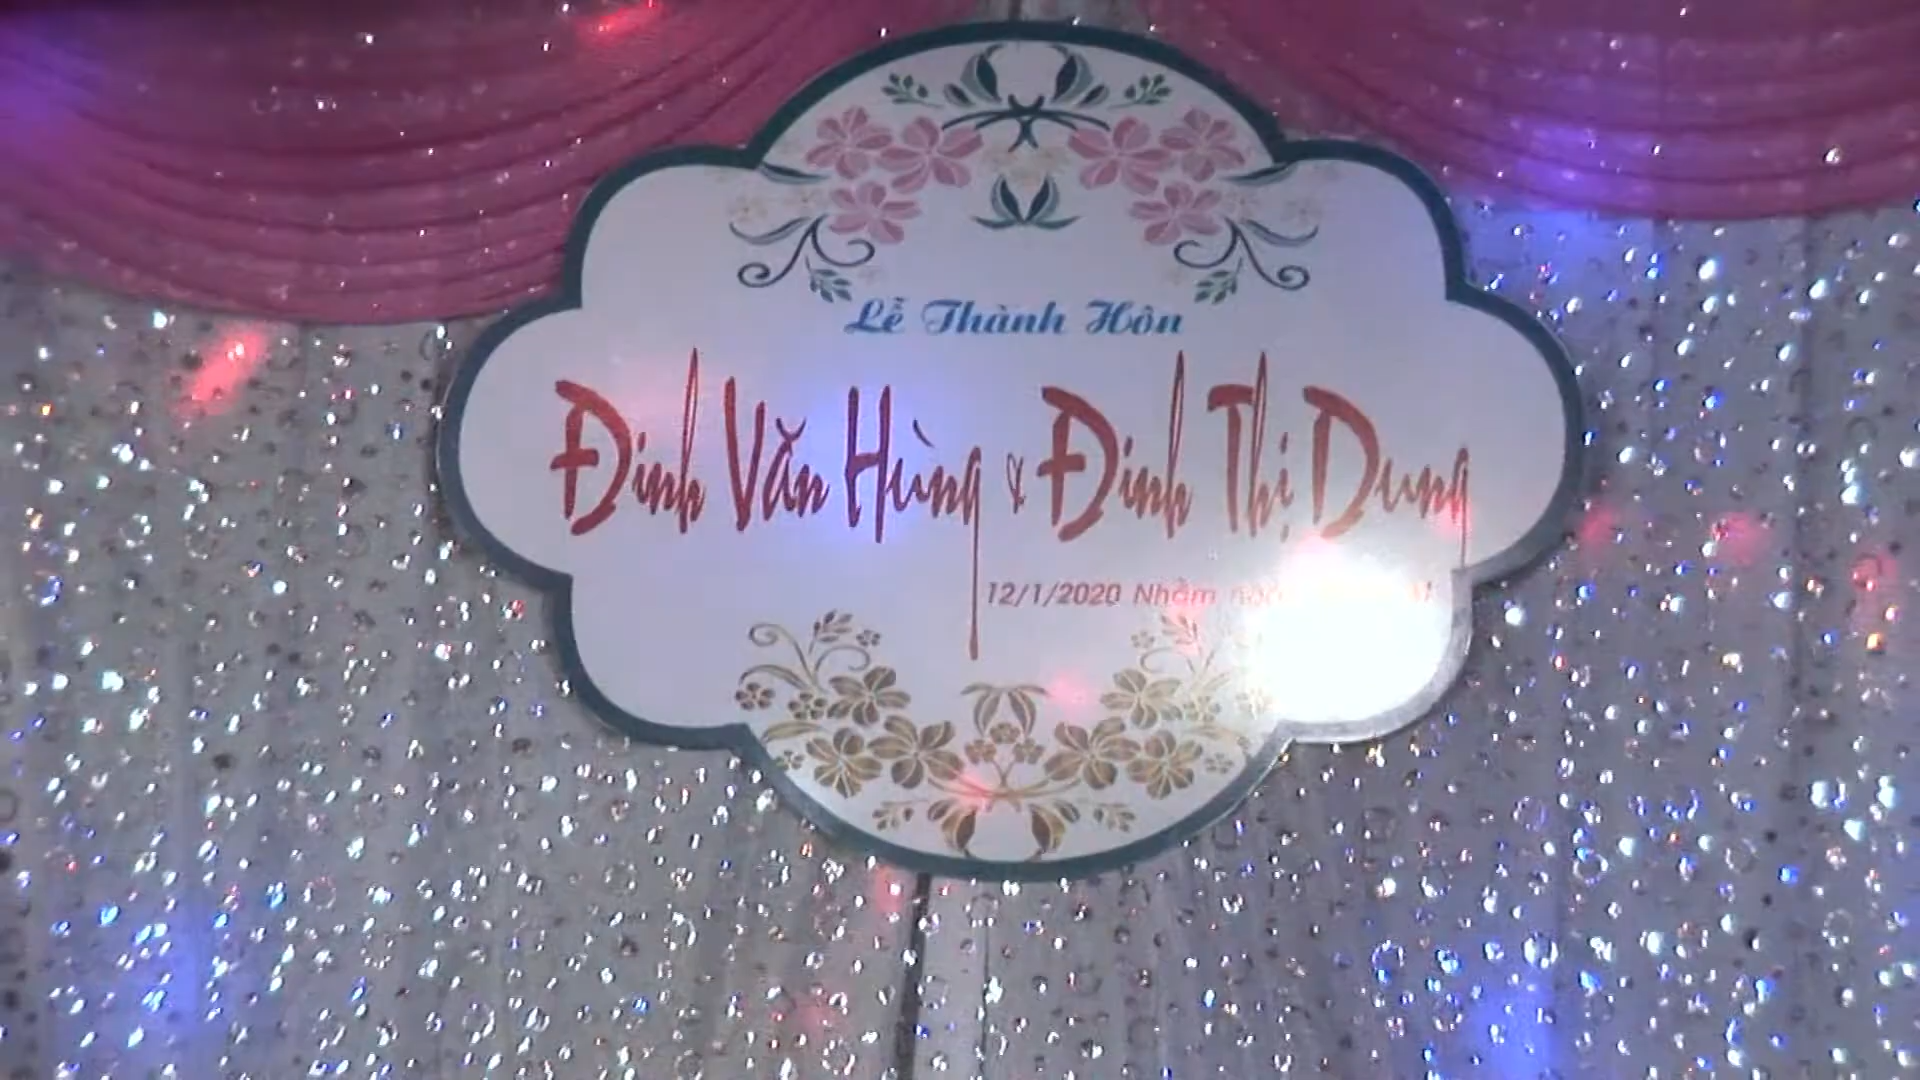 Lễ Thành Hôn
Đinh Văn Hùng & Đinh Thị Dung
12/1/2020 Nhằm